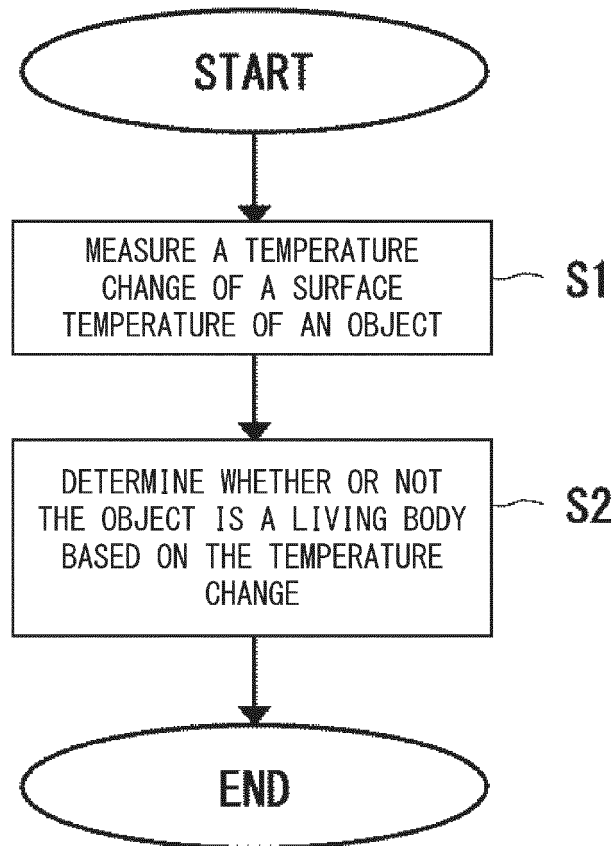 START
MEASURE A TEMPERATURE
CHANGE OF A SURFACE
TEMPERATURE OF AN OBJECT
S1
DETERMINE WHETHER OR NOT
THE OBJECT IS A LIVING BODY
BASED ON THE TEMPERATURE
CHANGE
S2
END